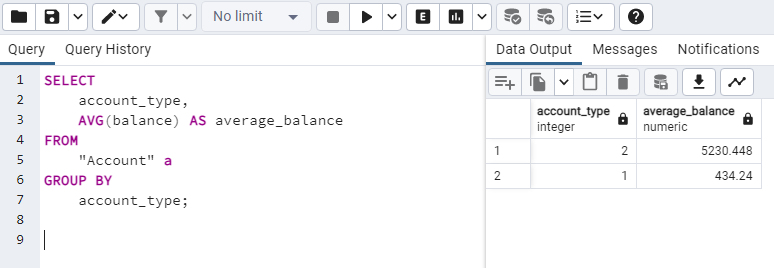 No limit
E
Query
Query History
1 SELECT
2 account_type,
3 AVG(balance) AS average_balance
4 FROM
5 "Account" a
6 GROUP BY
7 account_type;
8
9
Data Output
Messages
Notifications
account_type
integer
average_balance
numeric
1 2 5230.448
2 1 434.24